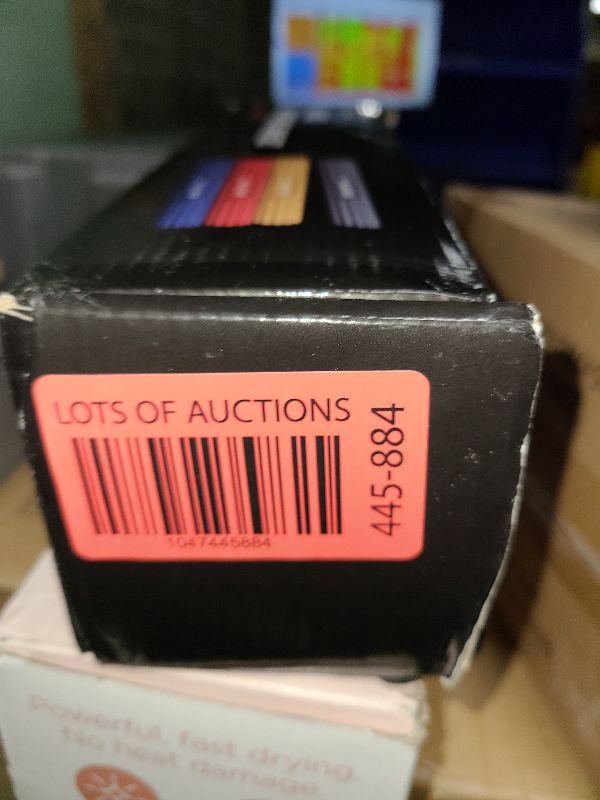 LOTS OF AUCTIONS
445-884
1047445884
Powerful, fast drying.
No heat damage.